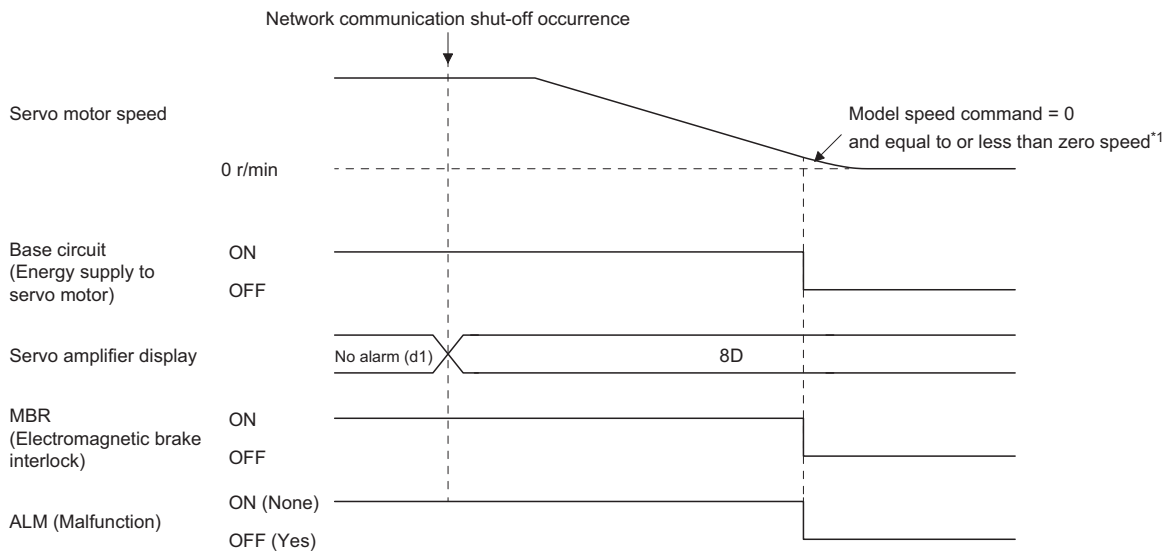 Network communication shut-off occurrence
Servo motor speed
Model speed command = 0
and equal to or less than zero speed*1
0 r/min
Base circuit
(Energy supply to
servo motor)
ON
OFF
Servo amplifier display
No alarm (d1)
8D
MBR
(Electromagnetic brake
interlock)
ON
OFF
ALM (Malfunction)
ON (None)
OFF (Yes)